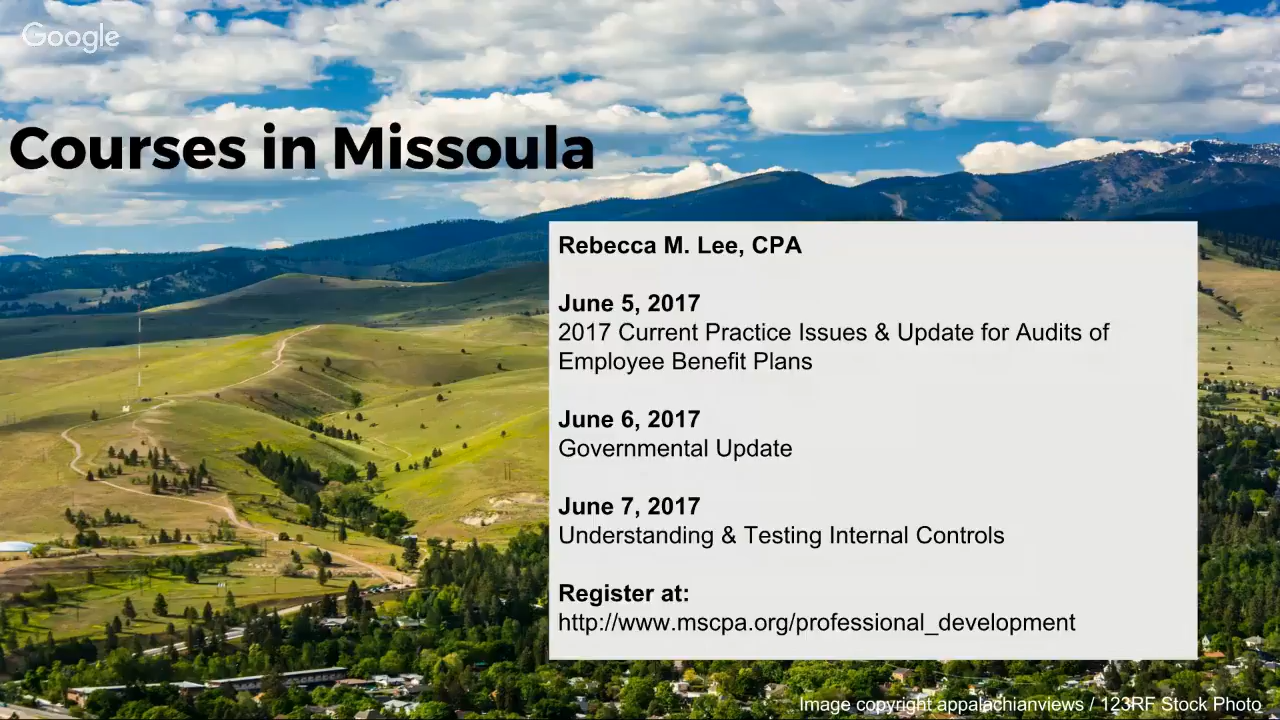 Google
Courses in Missoula
Rebecca M. Lee, CPA
June 5, 2017
2017 Current Practice Issues & Update for Audits of
Employee Benefit Plans
June 6, 2017
Governmental Update
June 7, 2017
Understanding & Testing Internal Controls
Register at:
http://www.mscpa.org/professional_development
Image copyright appalachianviews / 123RF Stock Photo